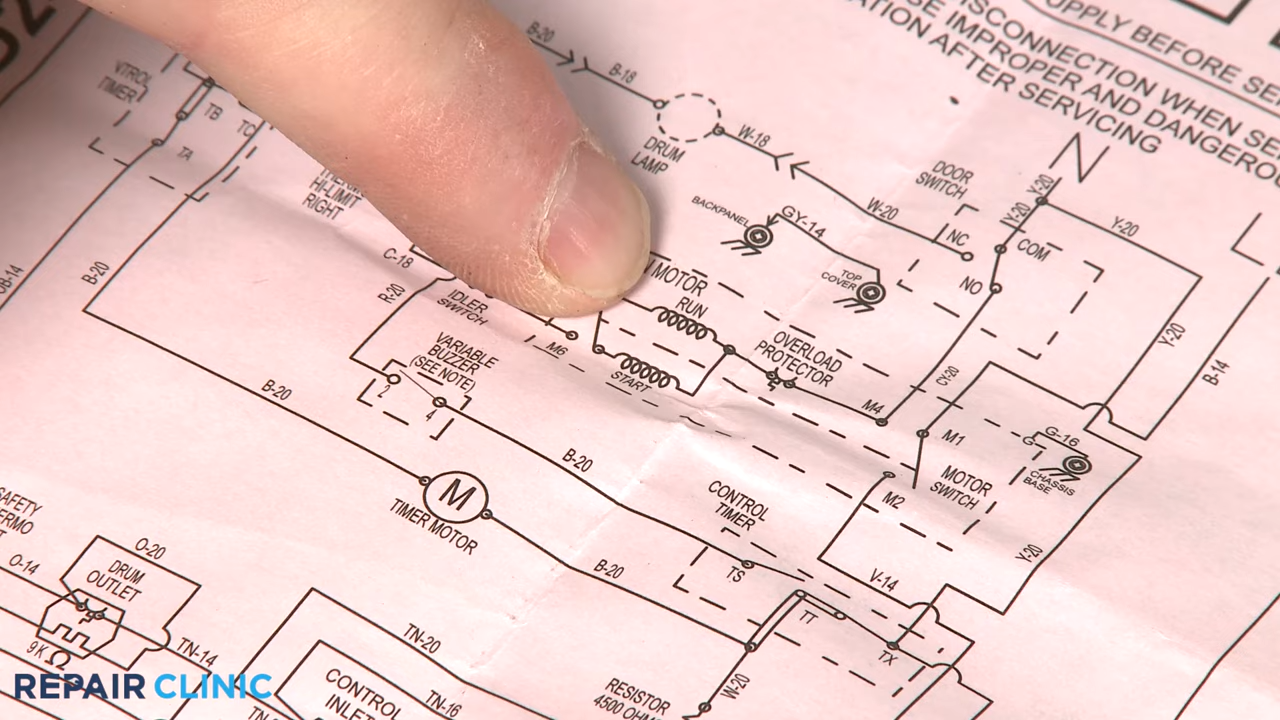 SUPPLY BEFORE SE
DISCONNECTION WHEN SE
SE IMPROPER AND DANGEROU
ATION AFTER SERVICING
B-20
B-18
DRUM
LAMP
W-18
W-20
DOOR
SWITCH
N
Y-20
Y-20
Y-20
NC
COM
NO
TIMER
TB
TC
TA
HI-LIMIT
RIGHT
BACKPANEL
GY-14
TOP
COVER
MOTOR
RUN
START
M6
OVERLOAD
PROTECTOR
M4
Y-20
B-14
B-20
C-18
R-20
IDLER
SWITCH
VARIABLE
BUZZER
(SEE NOTE)
2
4
M1
M2
MOTOR
SWITCH
G
G-16
CHASSIS
BASE
B-20
B-20
M
TIMER MOTOR
CONTROL
TIMER
TS
B-20
V-14
Y-20
TT
TX
W-20
RESISTOR
4500 OHM
SAFETY
O-14
O-20
DRUM
OUTLET
9K Ω
TN-14
TN-20
TN-16
CONTROL
INLET
REPAIR CLINIC